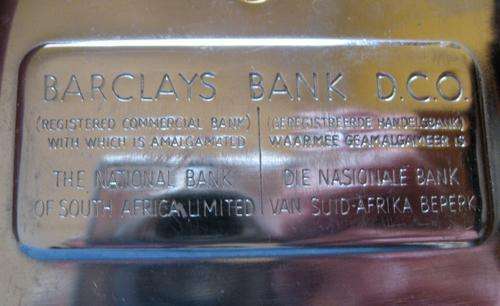 BARCLAYS BANK D.C.O.
(REGISTERED COMMERCIAL BANK)
WITH WHICH IS AMALGAMATED
THE NATIONAL BANK
OF SOUTH AFRICA LIMITED
(GEREGISTREERDE HANDELSBANK)
WAARMEE GEAMALGAMEER IS
DIE NASIONALE BANK
VAN SUID-AFRIKA BEPERK